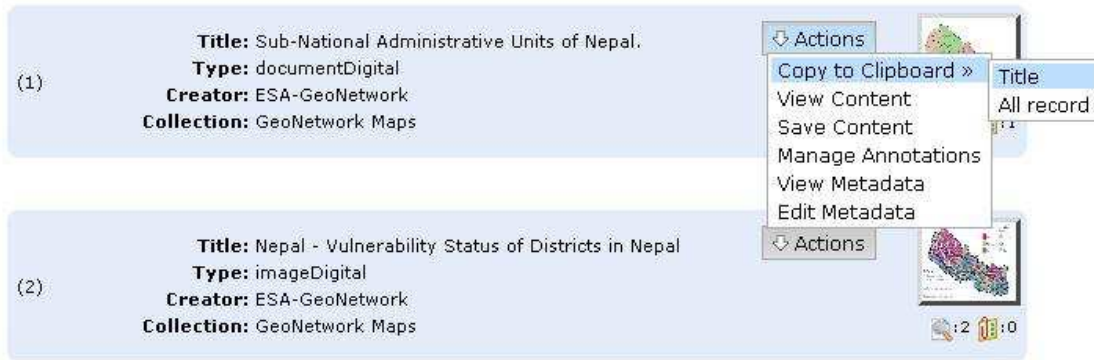 (1)
Title: Sub-National Administrative Units of Nepal.
Type: documentDigital
Creator: ESA-GeoNetwork
Collection: GeoNetwork Maps
Actions
Copy to Clipboard »
View Content
Save Content
Manage Annotations
View Metadata
Edit Metadata
Title
All record
:1
(2)
Title: Nepal - Vulnerability Status of Districts in Nepal
Type: imageDigital
Creator: ESA-GeoNetwork
Collection: GeoNetwork Maps
Actions
:2 :0